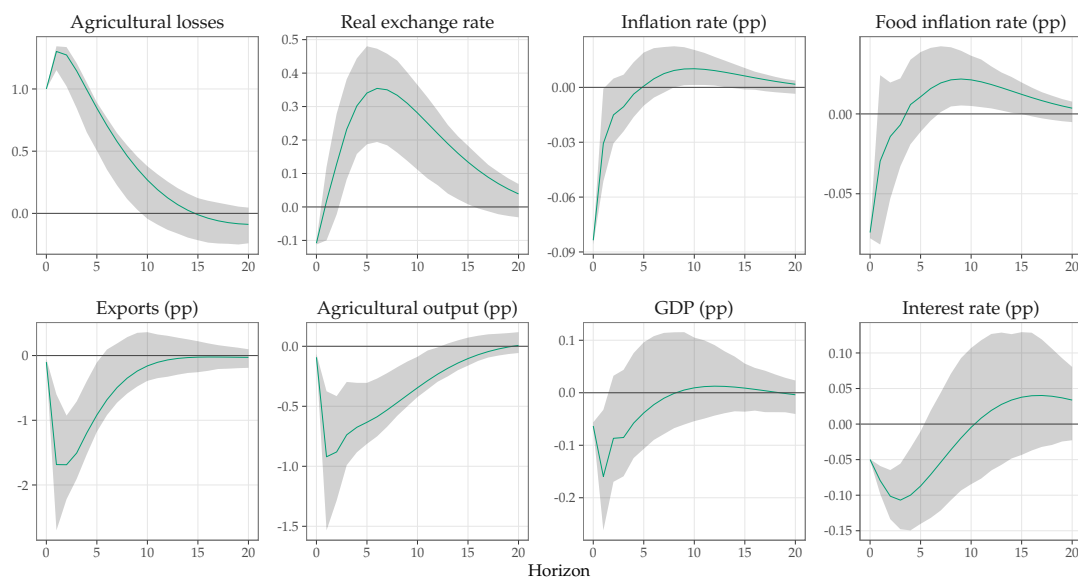 Agricultural losses
Real exchange rate
Inflation rate (pp)
Food inflation rate (pp)
1.0
0.0
0 5 10 15 20
0.5
0.4
0.3
0.2
0.1
0.0
-0.1
0 5 10 15 20
0.00
-0.03
-0.06
-0.09
0 5 10 15 20
0.00
-0.05
0 5 10 15 20
Exports (pp)
Agricultural output (pp)
GDP (pp)
Interest rate (pp)
0
-1
-2
0 5 10 15 20
0.0
-0.5
-1.0
-1.5
0 5 10 15 20
0.1
0.0
-0.1
-0.2
0 5 10 15 20
0.10
0.05
0.00
-0.05
-0.10
-0.15
0 5 10 15 20
Horizon